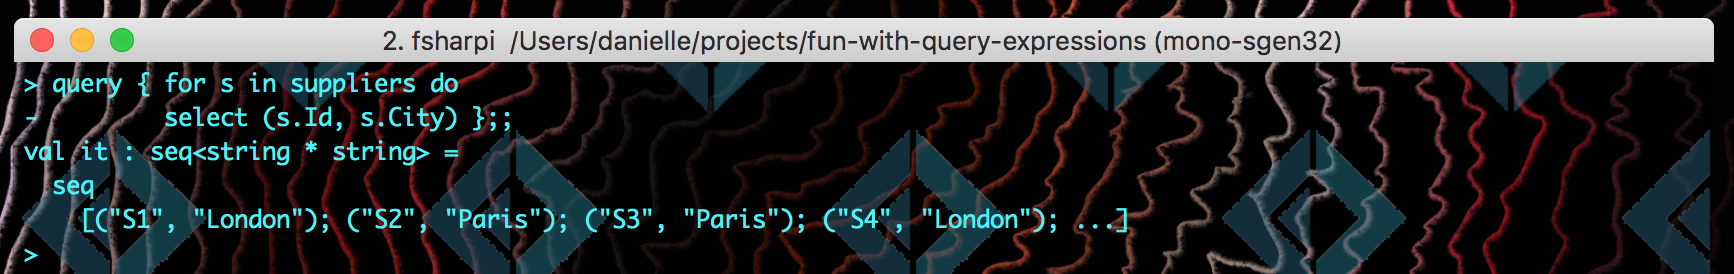 2. fsharpi /Users/danielle/projects/fun-with-query-expressions (mono-sgen32)
> query { for s in suppliers do
-         select (s.Id, s.City) };;
val it : seq<string * string> =
  seq
    [("S1", "London"); ("S2", "Paris"); ("S3", "Paris"); ("S4", "London"); ...]
>